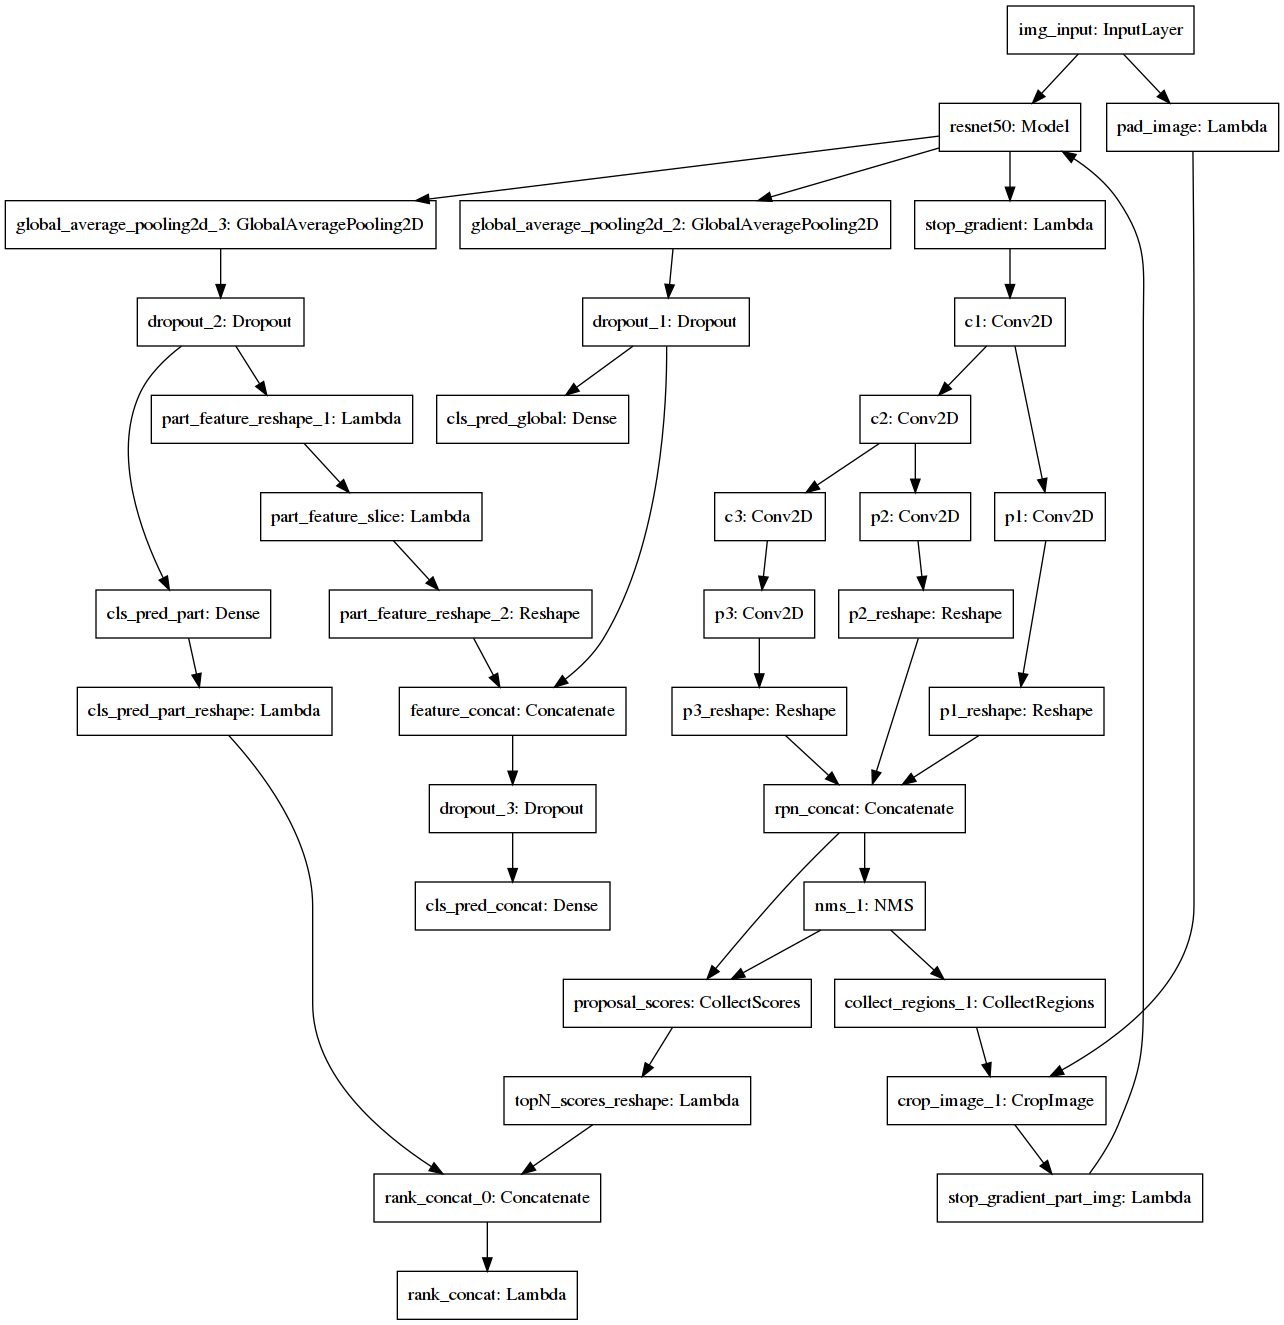 img_input: InputLayer
resnet50: Model
pad_image: Lambda
global_average_pooling2d_3: GlobalAveragePooling2D
global_average_pooling2d_2: GlobalAveragePooling2D
stop_gradient: Lambda
dropout_2: Dropout
dropout_1: Dropout
c1: Conv2D
part_feature_reshape_1: Lambda
cls_pred_global: Dense
c2: Conv2D
part_feature_slice: Lambda
c3: Conv2D
p2: Conv2D
p1: Conv2D
cls_pred_part: Dense
part_feature_reshape_2: Reshape
p3: Conv2D
p2_reshape: Reshape
cls_pred_part_reshape: Lambda
feature_concat: Concatenate
p3_reshape: Reshape
p1_reshape: Reshape
dropout_3: Dropout
rpn_concat: Concatenate
cls_pred_concat: Dense
nms_1: NMS
proposal_scores: CollectScores
collect_regions_1: CollectRegions
topN_scores_reshape: Lambda
crop_image_1: CropImage
rank_concat_0: Concatenate
stop_gradient_part_img: Lambda
rank_concat: Lambda